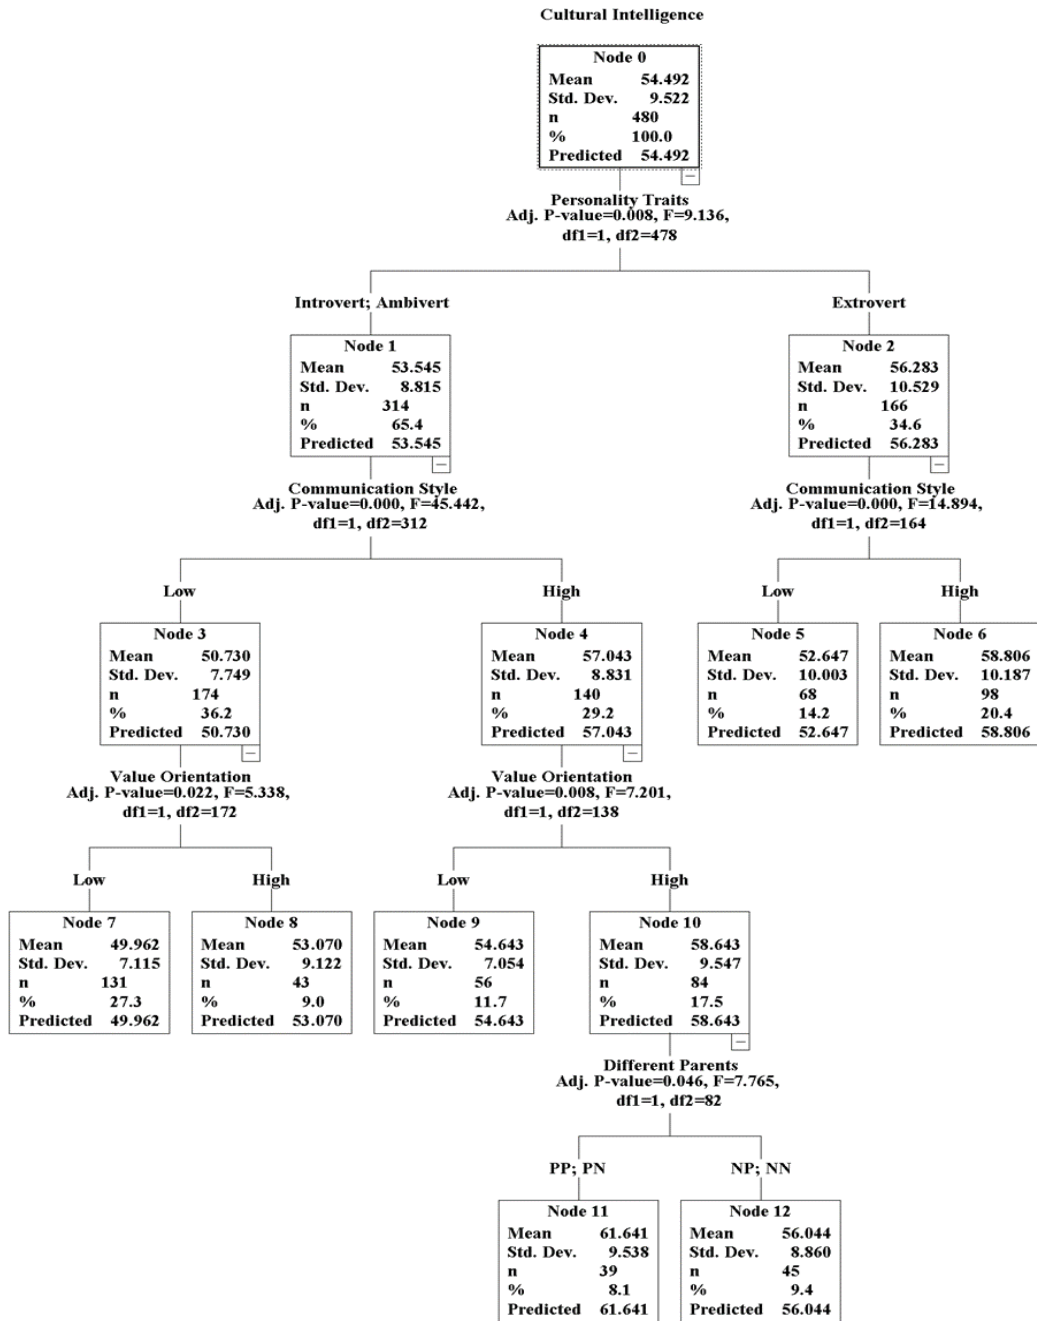 Cultural Intelligence
Node 0
Mean 54.492
Std. Dev. 9.522
n 480
% 100.0
Predicted 54.492
Personality Traits
Adj. P-value=0.008, F=9.136,
df1=1, df2=478
Introvert; Ambivert
Extrovert
Node 1
Mean 53.545
Std. Dev. 8.815
n 314
% 65.4
Predicted 53.545
Node 2
Mean 56.283
Std. Dev. 10.529
n 166
% 34.6
Predicted 56.283
Communication Style
Adj. P-value=0.000, F=45.442,
df1=1, df2=312
Communication Style
Adj. P-value=0.000, F=14.894,
df1=1, df2=164
Low
High
Low
High
Node 3
Mean 50.730
Std. Dev. 7.749
n 174
% 36.2
Predicted 50.730
Node 4
Mean 57.043
Std. Dev. 8.831
n 140
% 29.2
Predicted 57.043
Node 5
Mean 52.647
Std. Dev. 10.003
n 68
% 14.2
Predicted 52.647
Node 6
Mean 58.806
Std. Dev. 10.187
n 98
% 20.4
Predicted 58.806
Value Orientation
Adj. P-value=0.022, F=5.338,
df1=1, df2=172
Value Orientation
Adj. P-value=0.008, F=7.201,
df1=1, df2=138
Low
High
Low
High
Node 7
Mean 49.962
Std. Dev. 7.115
n 131
% 27.3
Predicted 49.962
Node 8
Mean 53.070
Std. Dev. 9.122
n 43
% 9.0
Predicted 53.070
Node 9
Mean 54.643
Std. Dev. 7.054
n 56
% 11.7
Predicted 54.643
Node 10
Mean 58.643
Std. Dev. 9.547
n 84
% 17.5
Predicted 58.643
Different Parents
Adj. P-value=0.046, F=7.765,
df1=1, df2=82
PP; PN
NP; NN
Node 11
Mean 61.641
Std. Dev. 9.538
n 39
% 8.1
Predicted 61.641
Node 12
Mean 56.044
Std. Dev. 8.860
n 45
% 9.4
Predicted 56.044